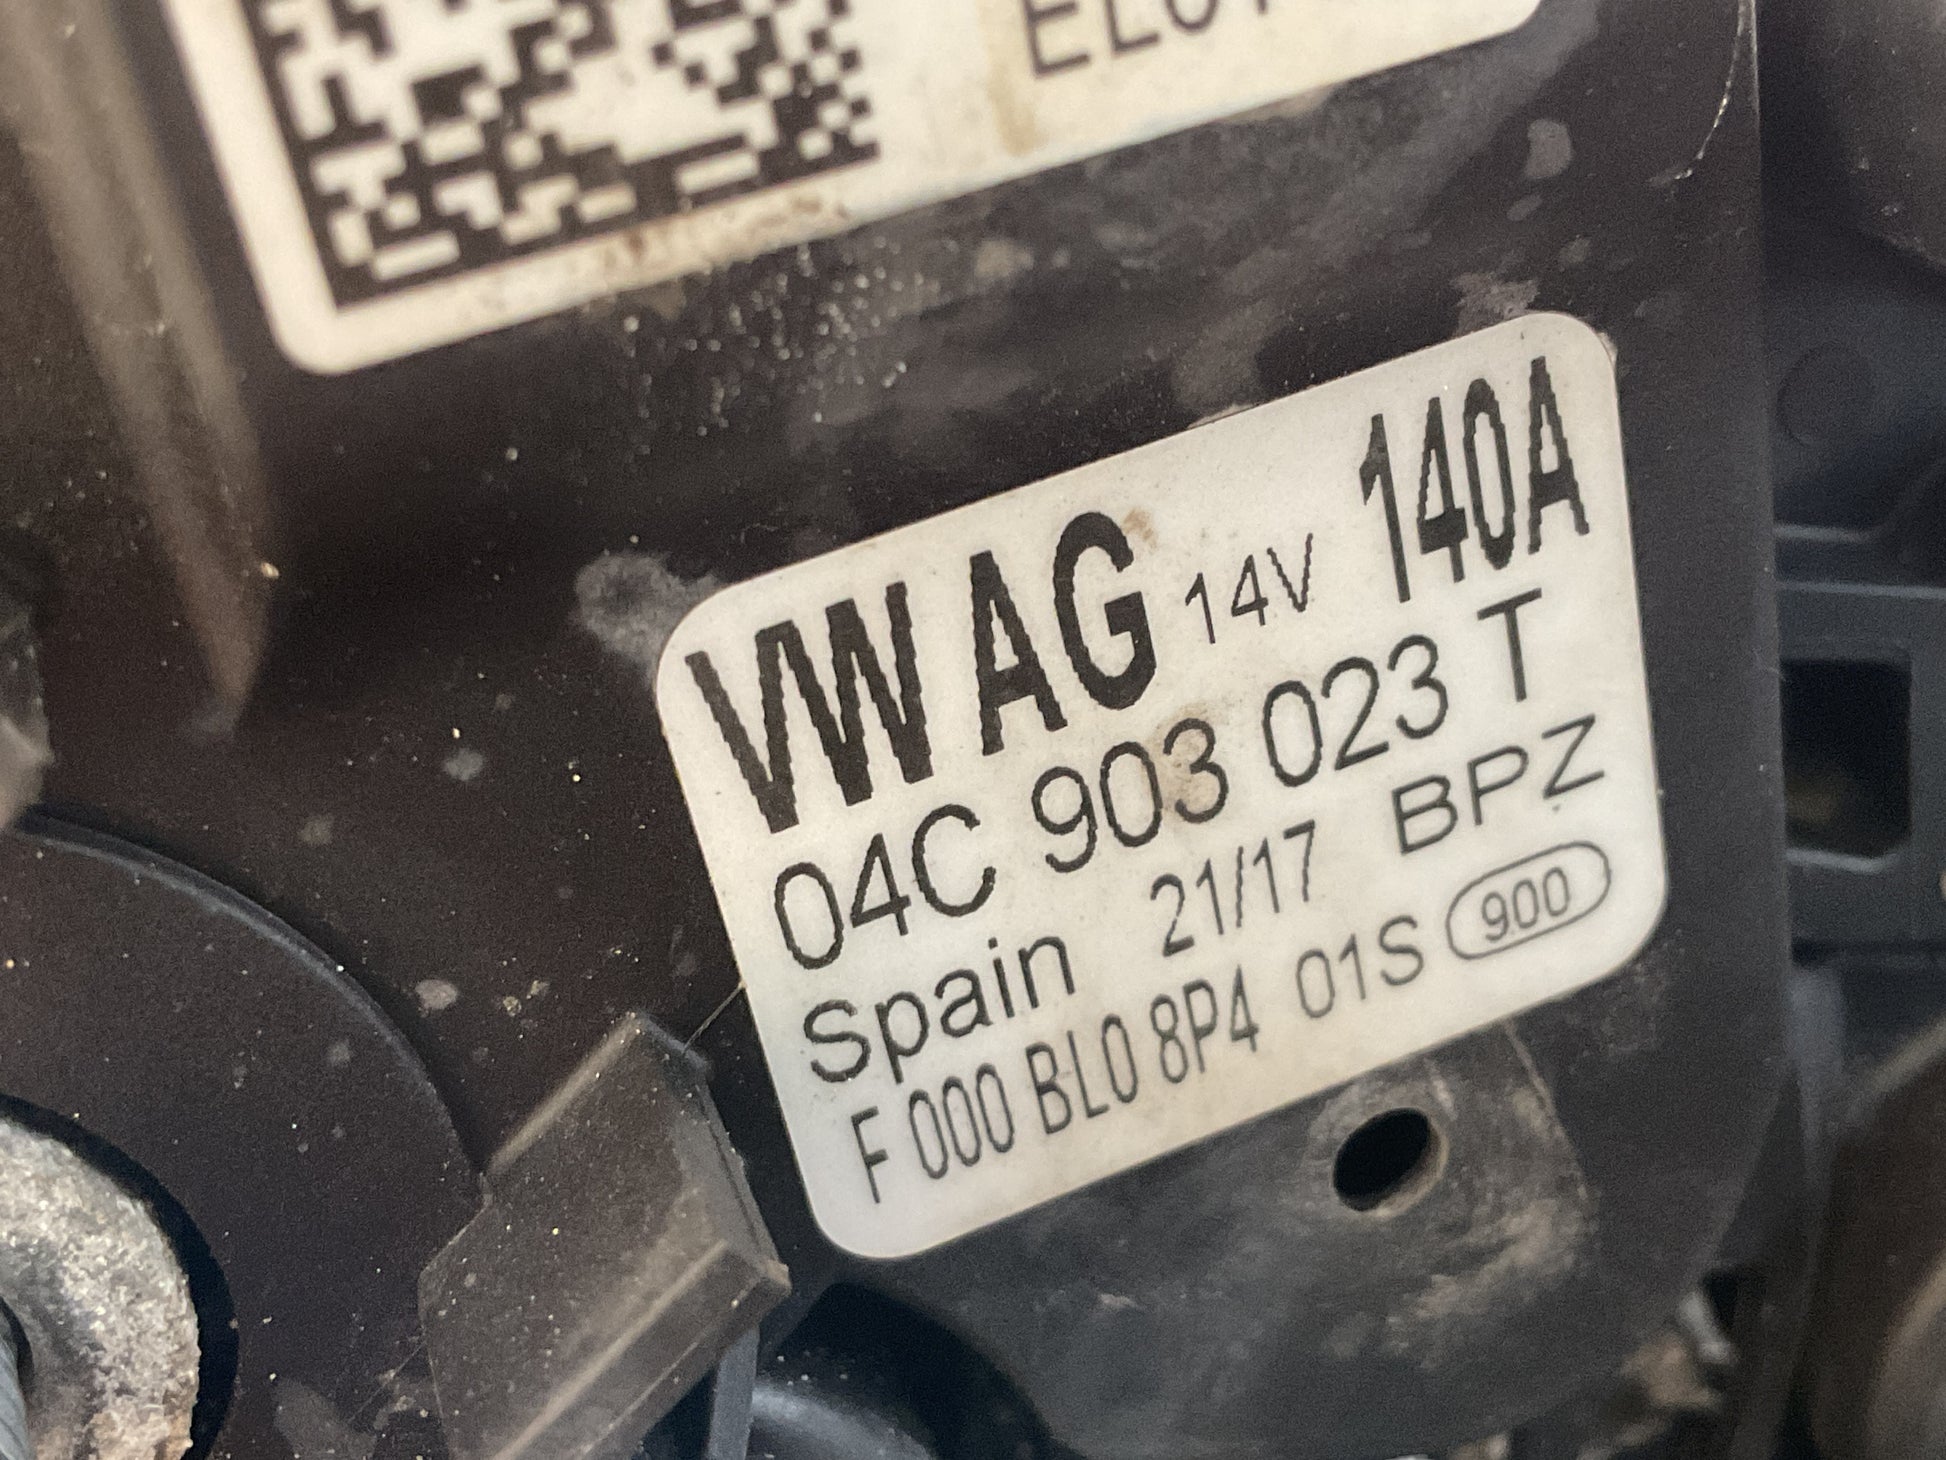 VW AG 14V 140A
04C 903 023 T
Spain 21/17 BPZ
F 000 BL0 8P4 01S 900